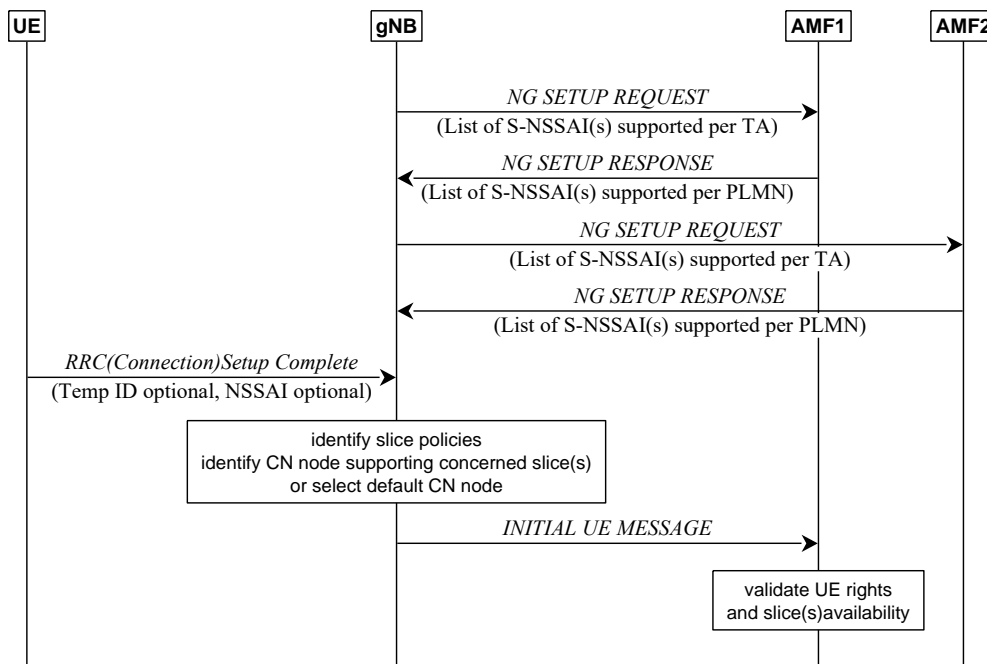 UE gNB AMF1 AMF2
NG SETUP REQUEST
(List of S-NSSAI(s) supported per TA)
NG SETUP RESPONSE
(List of S-NSSAI(s) supported per PLMN)
NG SETUP REQUEST
(List of S-NSSAI(s) supported per TA)
NG SETUP RESPONSE
(List of S-NSSAI(s) supported per PLMN)
RRC(Connection)Setup Complete
(Temp ID optional, NSSAI optional)
identify slice policies
identify CN node supporting concerned slice(s)
or select default CN node
INITIAL UE MESSAGE
validate UE rights
and slice(s)availability